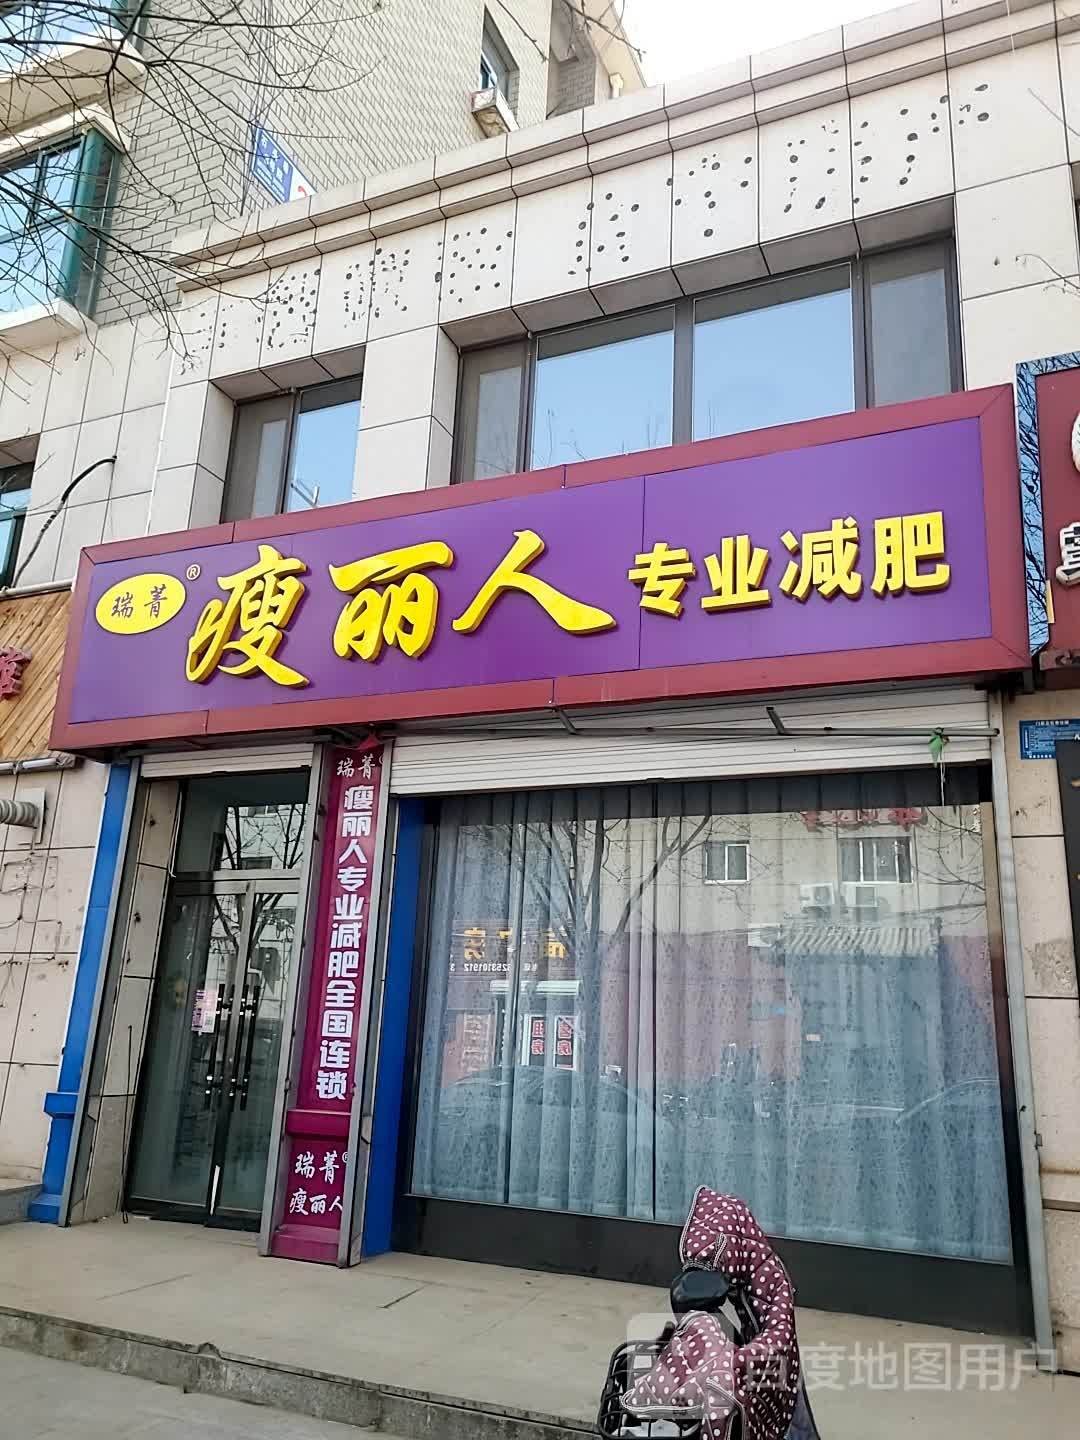 瑞菁® 瘦丽人 专业减肥
瑞菁®
瘦丽人专业减肥全国连锁
瑞菁®
瘦丽人
百度地图用户